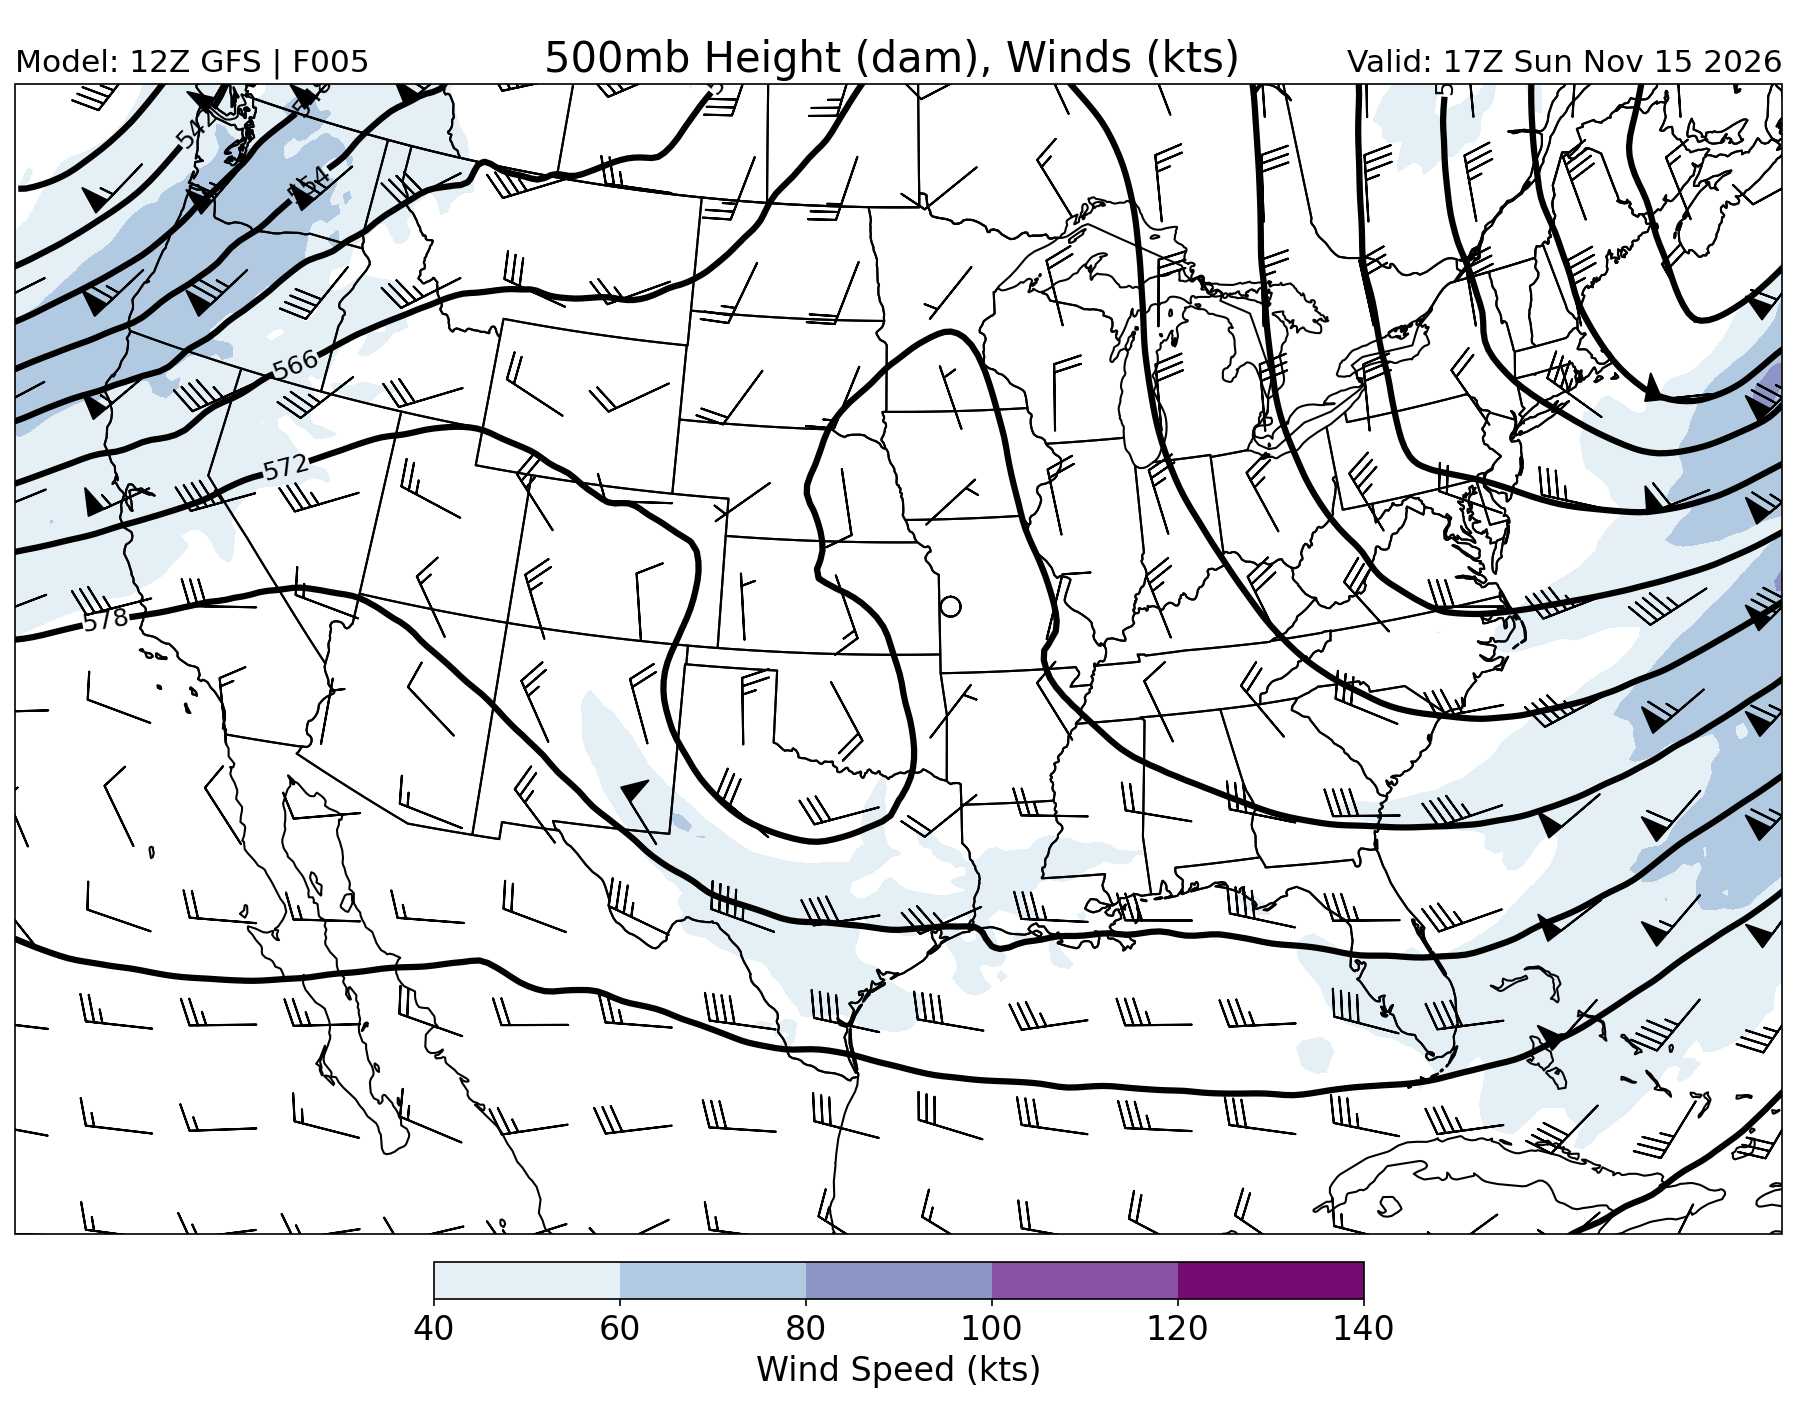 Model: 12Z GFS | F005
500mb Height (dam), Winds (kts)
Valid: 17Z Sun Nov 15 2026
542
554
566
572
578
40 60 80 100 120 140
Wind Speed (kts)